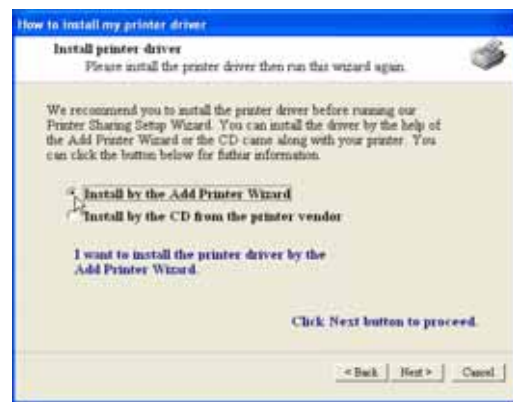 How to install my printer driver
Install printer driver
Please install the printer driver then run this wizard again.
We recommend you to install the printer driver before running our
Printer Sharing Setup Wizard. You can install the driver by the help of
the Add Printer Wizard or the CD came along with your printer. You
can click the button below for futhur information.
Install by the Add Printer Wizard
Install by the CD from the printer vendor
I want to install the printer driver by the
Add Printer Wizard.
Click Next button to proceed.
< Back Next > Cancel